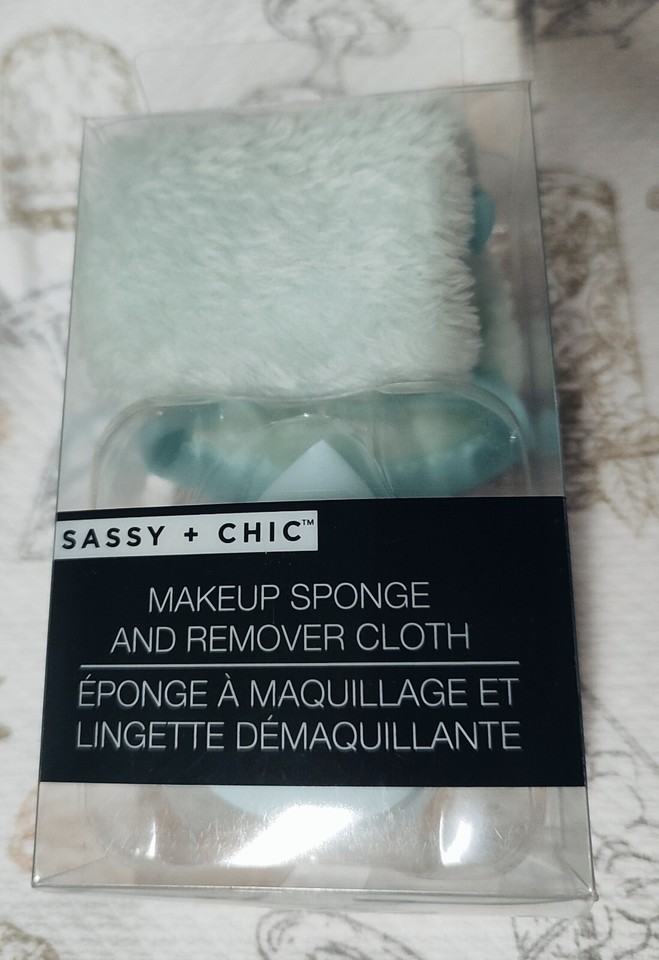 SASSY + CHIC™
MAKEUP SPONGE
AND REMOVER CLOTH
ÉPONGE À MAQUILLAGE ET
LINGETTE DÉMAQUILLANTE